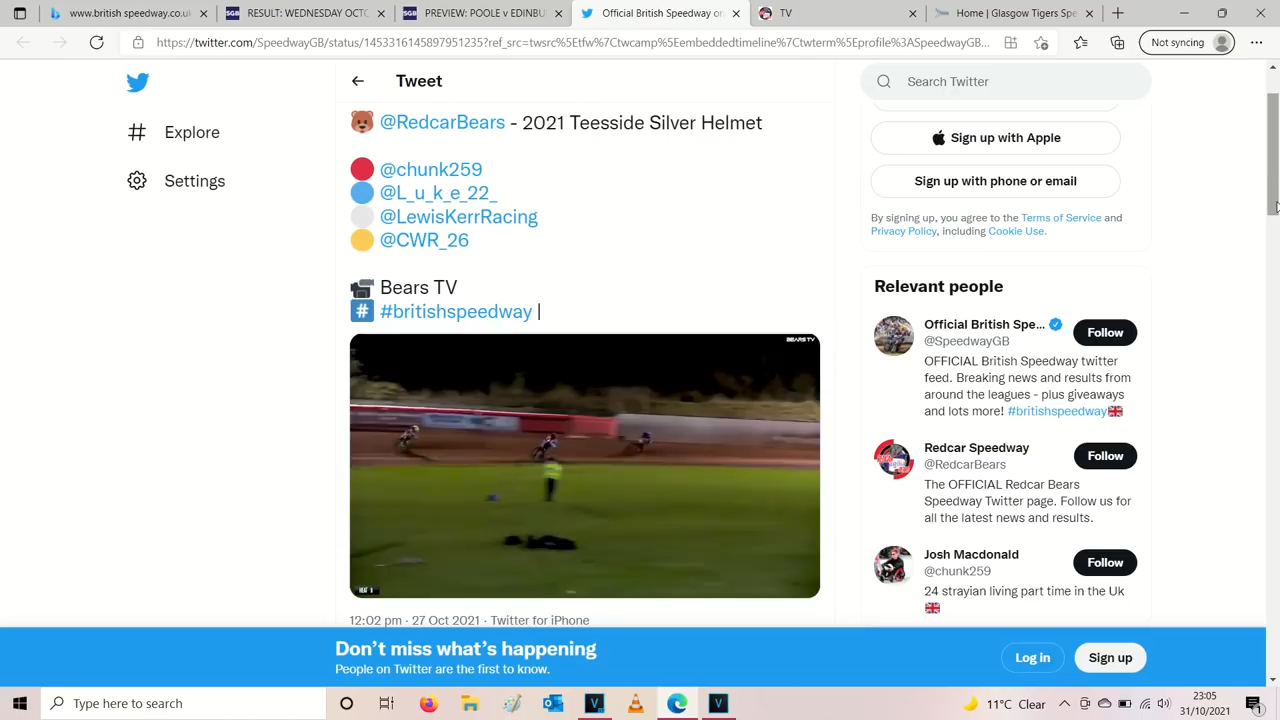 www.british speedway.co.uk
RESULT: WEDNESDAY OCTO
PREVIEW: POOLE v EDINBUR
Official British Speedway on
TV
Home | Glasgow Tigers Spe
https://twitter.com/SpeedwayGB/status/1453316145897951235?ref_src=twsrc%5Etfw%7Ctwcamp%5Eembeddedtimeline%7Ctwterm%5Eprofile%3ASpeedwayGB...
Not syncing
Tweet
Search Twitter
Explore
Settings
@RedcarBears - 2021 Teesside Silver Helmet
@chunk259
@L_u_k_e_22_
@LewisKerrRacing
@CWR_26
Bears TV
# #britishspeedway |
BEARS TV
12:02 pm · 27 Oct 2021 · Twitter for iPhone
Sign up with Apple
Sign up with phone or email
By signing up, you agree to the Terms of Service and
Privacy Policy, including Cookie Use.
Relevant people
Official British Spe...
@SpeedwayGB
Follow
OFFICIAL British Speedway twitter
feed. Breaking news and results from
around the leagues - plus giveaways
and lots more! #britishspeedway
Redcar Speedway
@RedcarBears
Follow
The OFFICIAL Redcar Bears
Speedway Twitter page. Follow us for
all the latest news and results.
Josh Macdonald
@chunk259
Follow
24 strayian living part time in the Uk
Don't miss what's happening
People on Twitter are the first to know.
Log in
Sign up
Type here to search
11°C Clear
23:05
31/10/2021